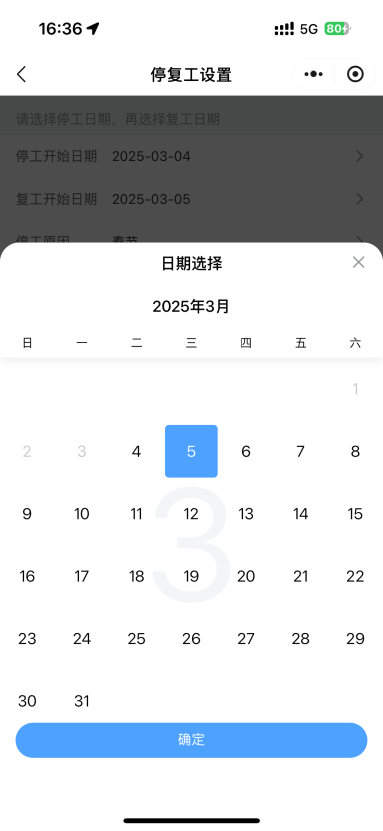 16:36 5G 80
停复工设置
请选择停工日期，再选择复工日期
停工开始日期 2025-03-04
复工开始日期 2025-03-05
停工原因 春节
日期选择
2025年3月
日 一 二 三 四 五 六
1
2 3 4 5 6 7 8
9 10 11 12 13 14 15
3
16 17 18 19 20 21 22
23 24 25 26 27 28 29
30 31
确定